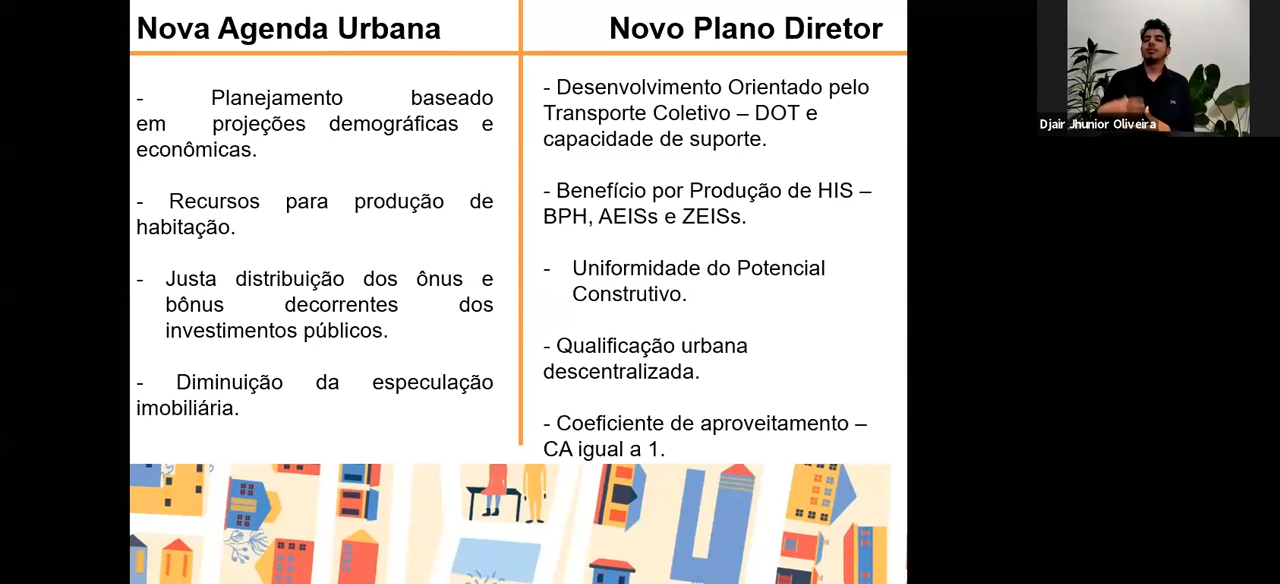 Nova Agenda Urbana
- Planejamento baseado
em projeções demográficas e
econômicas.
- Recursos para produção de
habitação.
- Justa distribuição dos ônus e
bônus decorrentes dos
investimentos públicos.
- Diminuição da especulação
imobiliária.
Novo Plano Diretor
- Desenvolvimento Orientado pelo
Transporte Coletivo – DOT e
capacidade de suporte.
- Benefício por Produção de HIS –
BPH, AEISs e ZEISs.
- Uniformidade do Potencial
Construtivo.
- Qualificação urbana
descentralizada.
- Coeficiente de aproveitamento –
CA igual a 1.
Djair Jhunior Oliveira